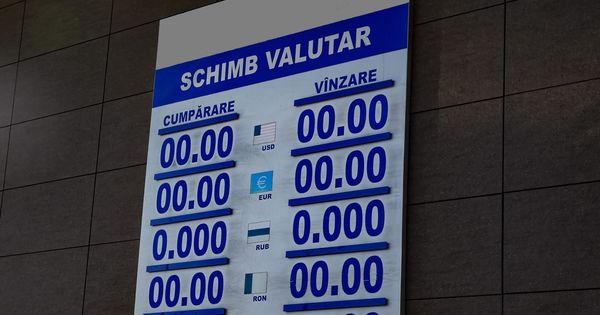 SCHIMB VALUTAR
CUMPĂRARE VÎNZARE
00.00 USD 00.00
00.00 EUR 00.00
0.000 RUB 0.000
00.00 RON 00.00